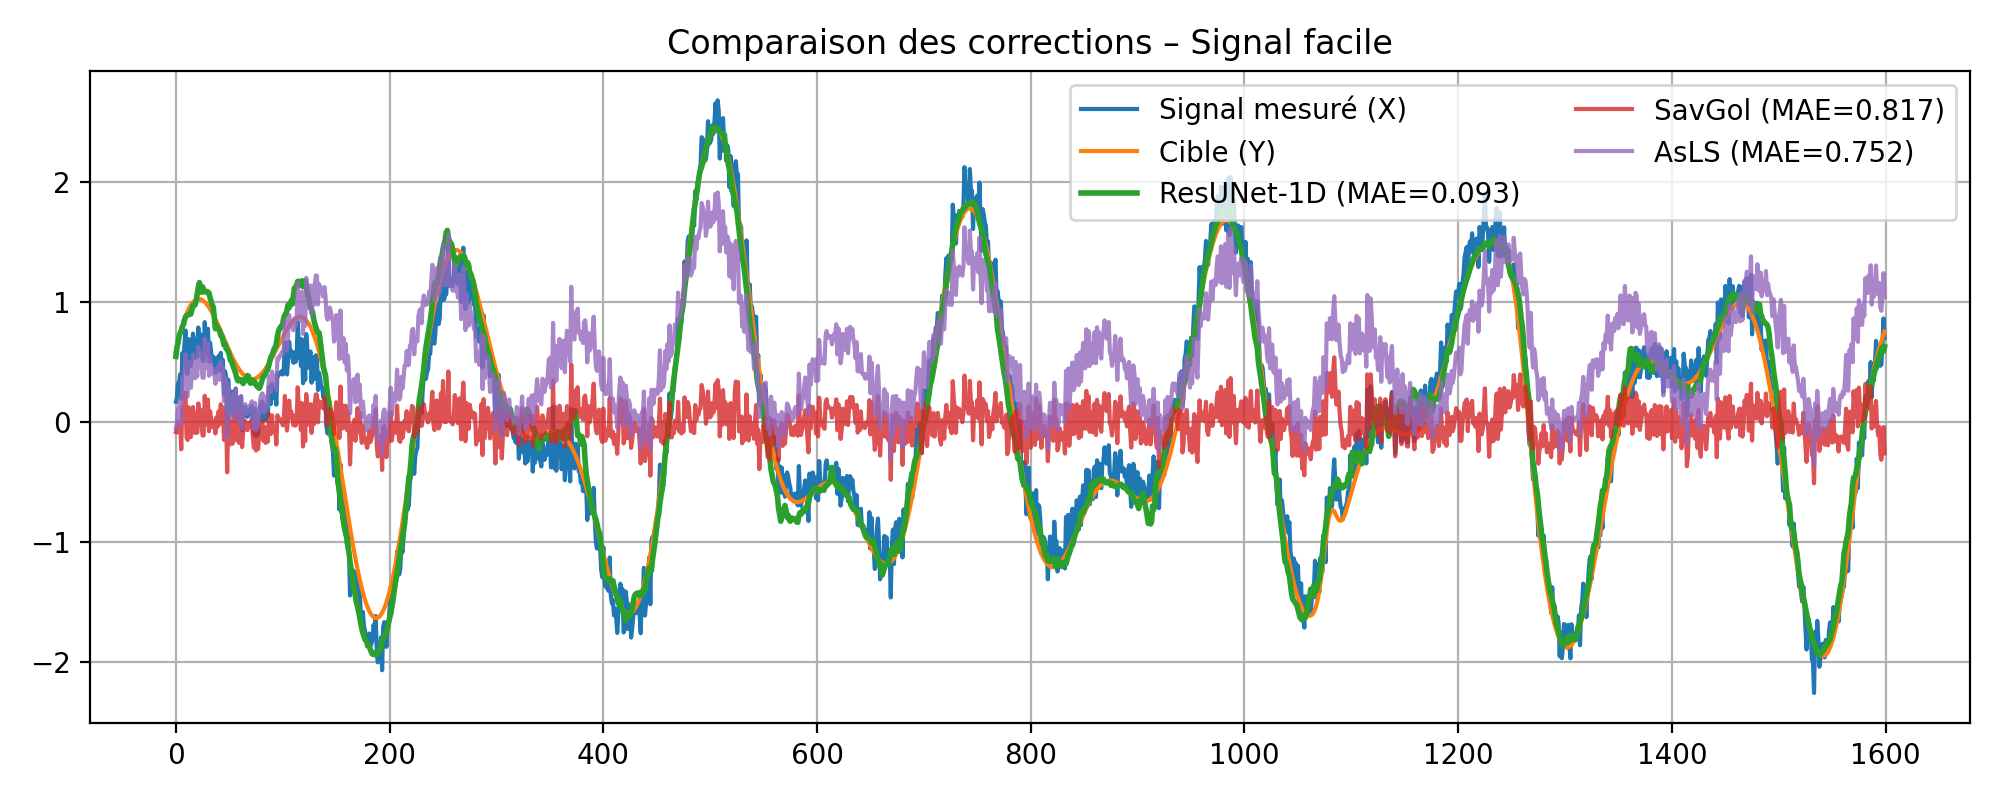 Comparaison des corrections – Signal facile
Signal mesuré (X)
Cible (Y)
ResUNet-1D (MAE=0.093)
SavGol (MAE=0.817)
AsLS (MAE=0.752)
2
1
0
−1
−2
0
200
400
600
800
1000
1200
1400
1600